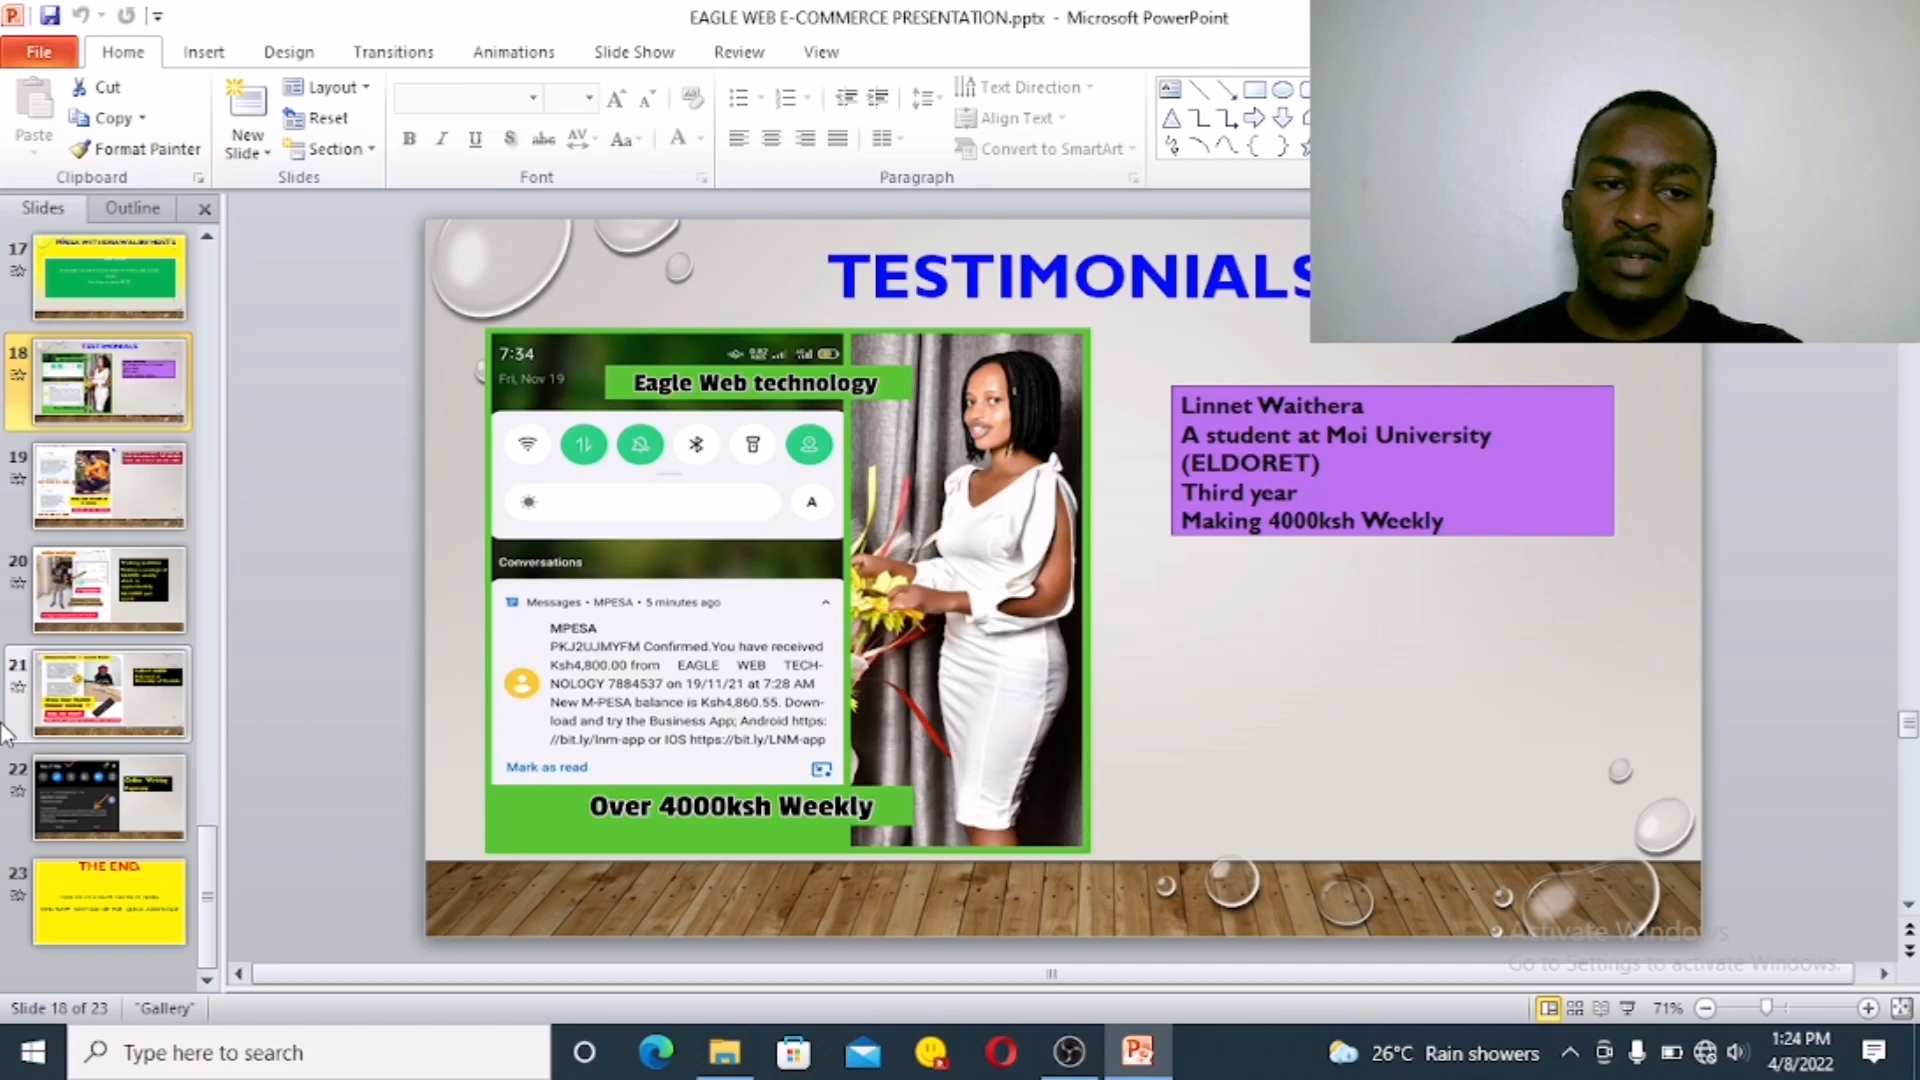 EAGLE WEB E-COMMERCE PRESENTATION.pptx - Microsoft PowerPoint
File Home Insert Design Transitions Animations Slide Show Review View
Cut
Copy
Format Painter
Paste
Clipboard
New
Slide
Layout
Reset
Section
Slides
Font
Text Direction
Align Text
Convert to SmartArt
Paragraph
Slides Outline
17
18
TESTIMONIALS
19
20
21
22
23
THE END.
TESTIMONIALS
7:34
Fri, Nov 19
Eagle Web technology
A
Conversations
Messages • MPESA • 5 minutes ago
MPESA
PKJ2UJMYFM Confirmed.You have received
Ksh4,800.00 from EAGLE WEB TECH-
NOLOGY 7884537 on 19/11/21 at 7:28 AM
New M-PESA balance is Ksh4,860.55. Down-
load and try the Business App; Android https:
//bit.ly/lnm-app or IOS https://bit.ly/LNM-app
Mark as read
Over 4000ksh Weekly
Linnet Waithera
A student at Moi University
(ELDORET)
Third year
Making 4000ksh Weekly
Activate Windows
Go to Settings to activate Windows.
Slide 18 of 23 "Gallery" 71%
Type here to search
26°C Rain showers
1:24 PM
4/8/2022